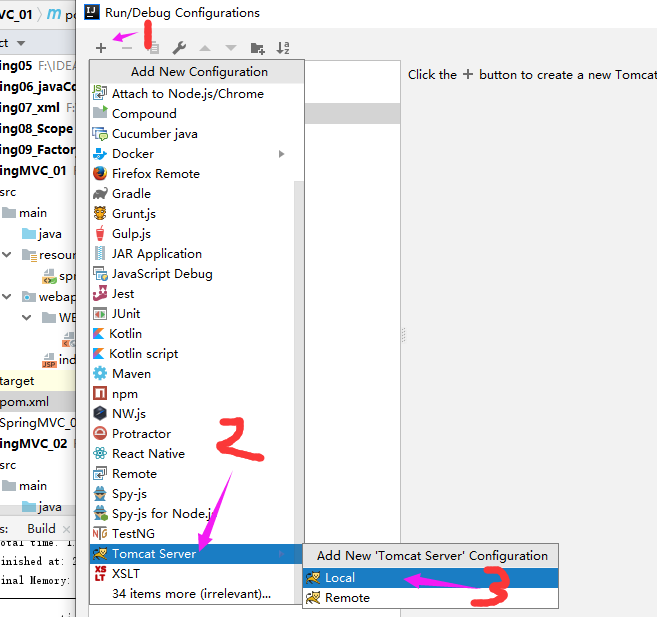 MVC_01
Run/Debug Configurations
1
Add New Configuration
Attach to Node.js/Chrome
Compound
Cucumber java
Docker
Firefox Remote
Gradle
Grunt.js
Gulp.js
JAR Application
JavaScript Debug
Jest
JUnit
Kotlin
Kotlin script
Maven
npm
NW.js
Protractor
React Native
Remote
Spy-js
Spy-js for Node.j
TestNG
Tomcat Server
XSLT
34 items more (irrelevant)...
2
Click the + button to create a new Tomcat
Add New 'Tomcat Server' Configuration
Local
Remote
3
ct
ing05 F:\IDEA
ing06_javaCo
ing07_xml F:
ing08_Scope
ing09_Factor
ingMVC_01
src
main
java
resour
spr
webap
WE
ind
JSP
target
pom.xml
SpringMVC_0
ingMVC_02
src
main
java
s: Build
otal time: 1
inished at: 2
inal Memory: